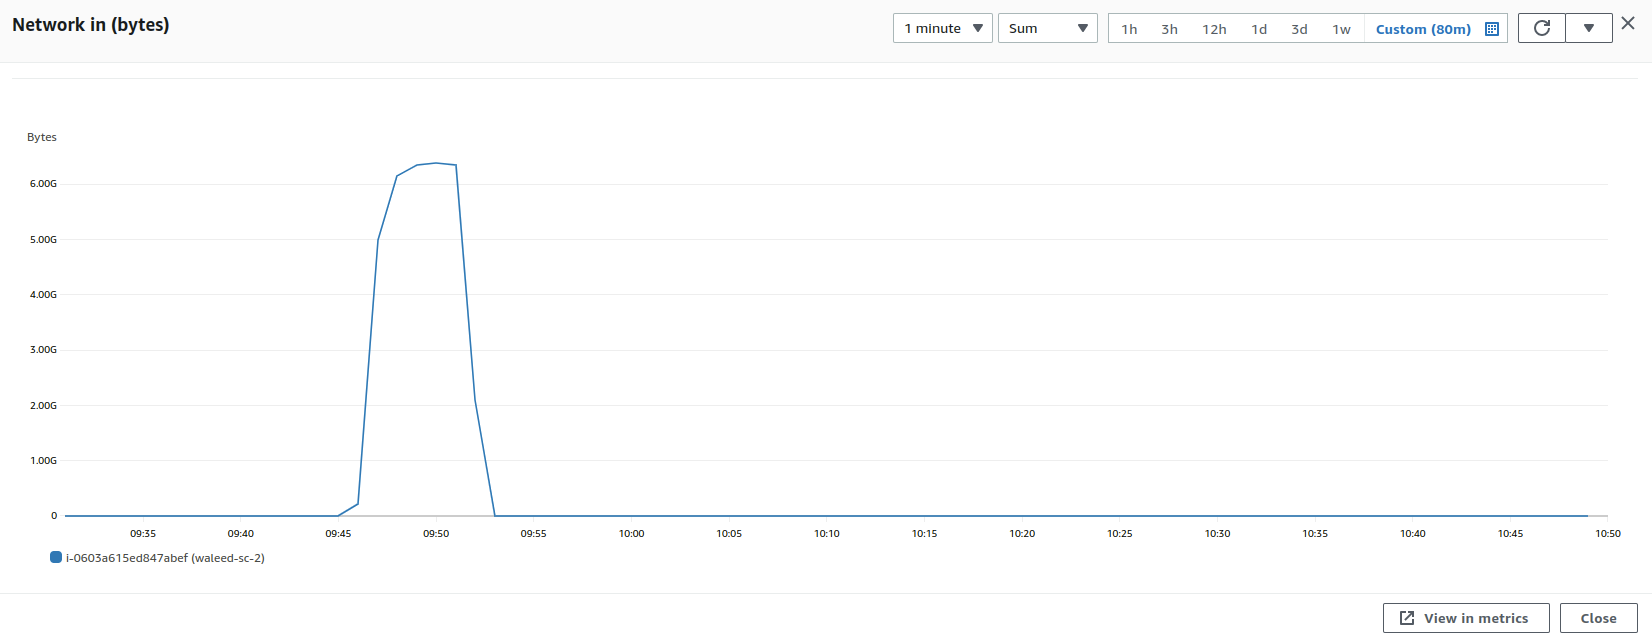 Network in (bytes)
1 minute Sum 1h 3h 12h 1d 3d 1w Custom (80m)
Bytes
6.00G
5.00G
4.00G
3.00G
2.00G
1.00G
0
09:35 09:40 09:45 09:50 09:55 10:00 10:05 10:10 10:15 10:20 10:25 10:30 10:35 10:40 10:45 10:50
i-0603a615ed847abef (waleed-sc-2)
View in metrics Close